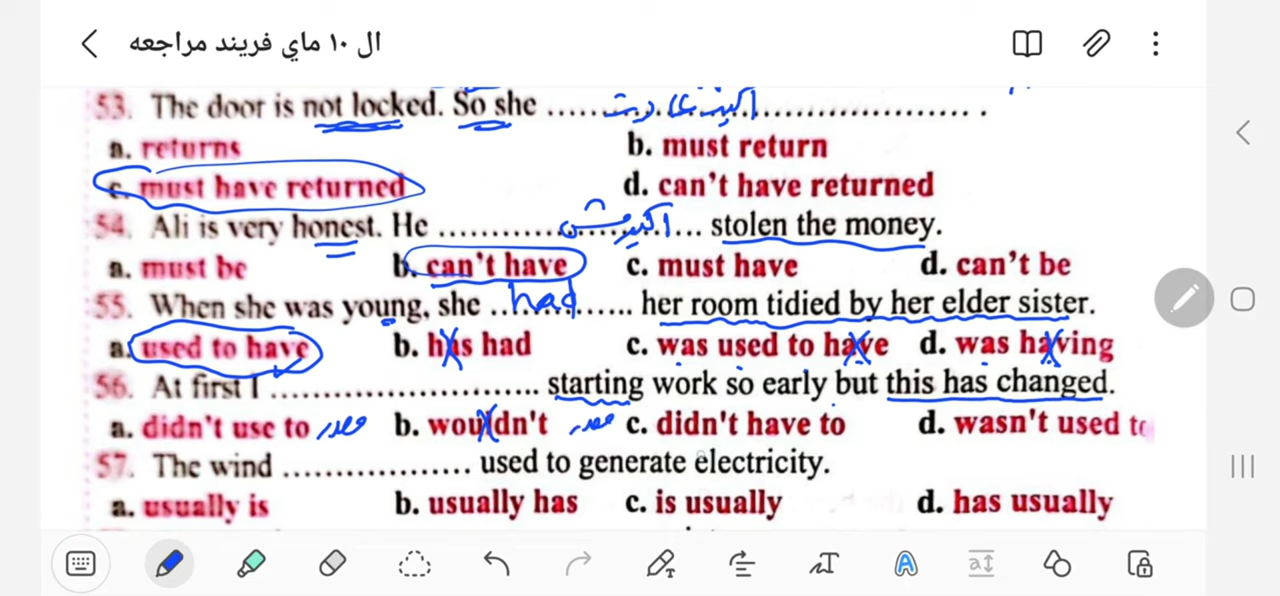 ال ١٠ ماي فريند مراجعه
53. The door is not locked. So she ........................ .
a. returns b. must return
c. must have returned d. can't have returned
54. Ali is very honest. He ........................ stolen the money.
a. must be b. can't have c. must have d. can't be
55. When she was young, she ...had... her room tidied by her elder sister.
a. used to have b. has had c. was used to have d. was having
56. At first I ........................ starting work so early but this has changed.
a. didn't use to مصدر b. wouldn't مصدر c. didn't have to d. wasn't used to
57. The wind ........................ used to generate electricity.
a. usually is b. usually has c. is usually d. has usually